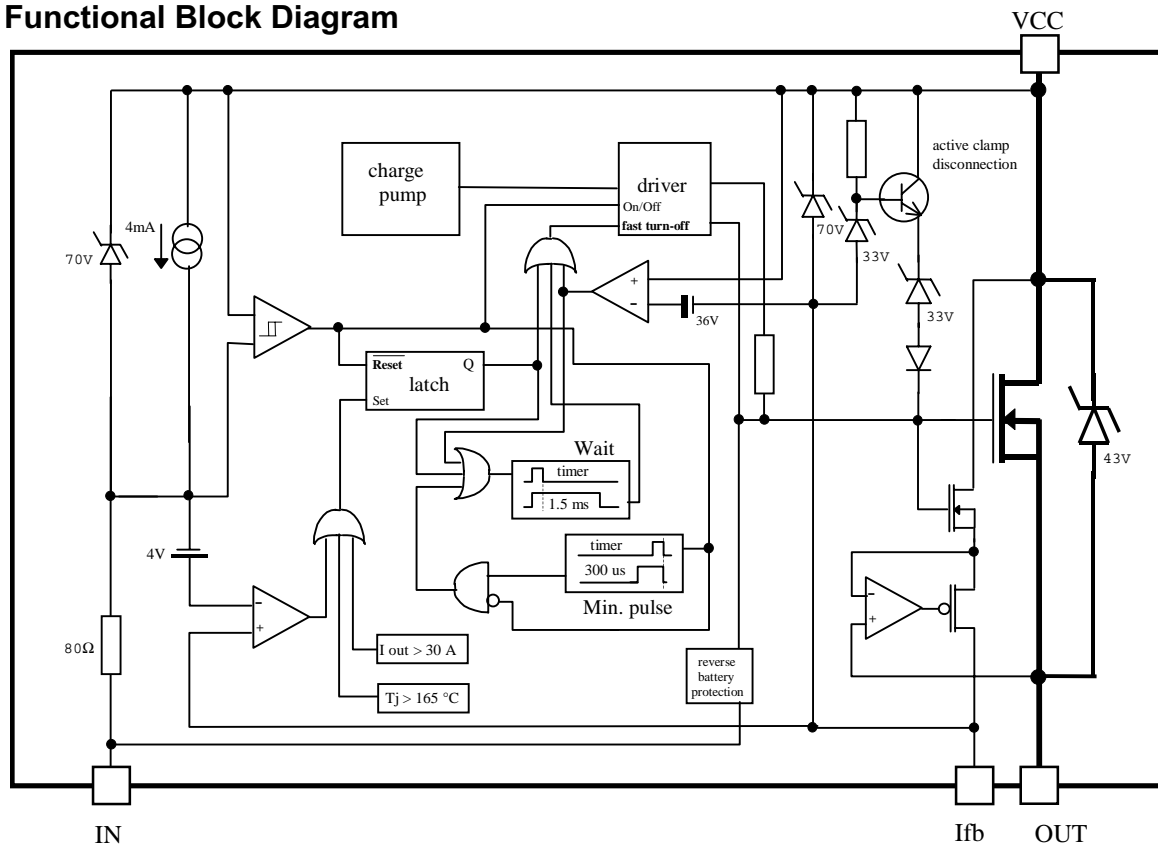 Functional Block Diagram
VCC
active clamp
disconnection
charge
pump
driver
On/Off
fast turn-off
4mA
70V
70V
33V
+
−
36V
33V
Reset
Q
latch
Set
43V
Wait
timer
1.5 ms
4V
timer
300 us
Min. pulse
−
+
−
+
80Ω
I out > 30 A
reverse
battery
protection
Tj > 165 °C
IN
Ifb
OUT